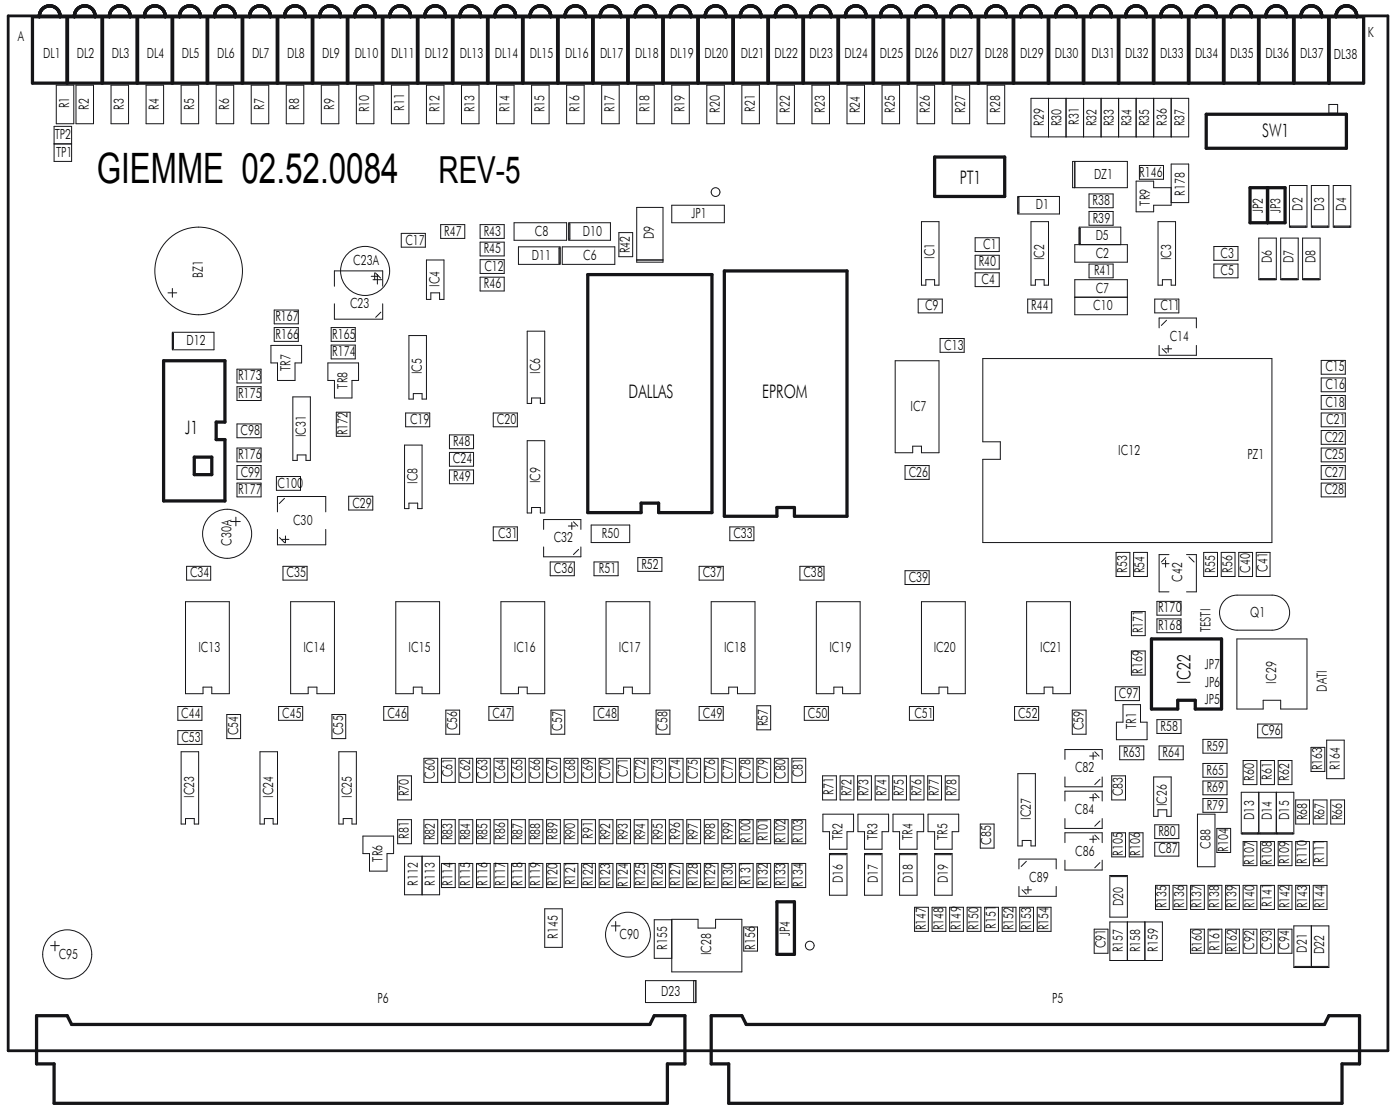 A K
DL1 DL2 DL3 DL4 DL5 DL6 DL7 DL8 DL9 DL10 DL11 DL12 DL13 DL14 DL15 DL16 DL17 DL18 DL19 DL20 DL21 DL22 DL23 DL24 DL25 DL26 DL27 DL28 DL29 DL30 DL31 DL32 DL33 DL34 DL35 DL36 DL37 DL38
R1 R2 R3 R4 R5 R6 R7 R8 R9 R10 R11 R12 R13 R14 R15 R16 R17 R18 R19 R20 R21 R22 R23 R24 R25 R26 R27 R28 R29 R30 R31 R32 R33 R34 R35 R36 R37
SW1
TP2
TP1
GIEMME 02.52.0084 REV-5
PT1 DZ1 R146 R178
TR9
JP1 D1 R38 JP2 JP3 D2 D3 D4
R39
C17 R47 R43 C8 D10 R42 D9 IC1 C1 IC2 D5 IC3
R45 D11 C6 R40 C2 C3 D6 D7 D8
BZ1 C23A IC4 C12 R41 C5
R46 C4 C7
C23 C9 R44 C10 C11
R167
D12 R166 R165 C14
R174 C13
TR7 TR8 IC5 IC6
R173 C15
R175 DALLAS EPROM C16
IC7 C18
J1 C98 IC31 R172 C19 C20 C21
R48 C22
R176 C24 IC12 PZ1 C25
C99 IC8 R49 IC9 C26 C27
R177 C100 C28
C29
C30A C30 C31 C32 R50 C33
C34 C35 C36 R51 R52 C37 C38 C39 R53 R54 C42 R55 R56 C40 C41
R171 R170 TEST1 Q1
R168
IC13 IC14 IC15 IC16 IC17 IC18 IC19 IC20 IC21 R169 IC22 JP7 IC29
JP6 DATI
JP5
C97
C44 C54 C45 C55 C46 C56 C47 C57 C48 C58 C49 R57 C50 C51 C52 C59 TR1 R58 C96
C53 R63 R64 R59 R163 R164
IC23 IC24 IC25 R70 C60 C61 C62 C63 C64 C65 C66 C67 C68 C69 C70 C71 C72 C73 C74 C75 C76 C77 C78 C79 C80 C81 R71 R72 R73 R74 R75 R76 R77 R78 C82 C83 R65 R60 R61 R62
R69
IC27 C84 IC26 R79 D13 D14 D15 R68 R67 R66
R81 R82 R83 R84 R85 R86 R87 R88 R89 R90 R91 R92 R93 R94 R95 R96 R97 R98 R99 R100 R101 R102 R103 TR2 TR3 TR4 TR5 C85 R80 C88 R104
TR6 C86 R105 R106 C87 R107 R108 R109 R110 R111
R112 R113 R114 R115 R116 R117 R118 R119 R120 R121 R122 R123 R124 R125 R126 R127 R128 R129 R130 R131 R132 R133 R134 D16 D17 D18 D19 C89
D20 R135 R136 R137 R138 R139 R140 R141 R142 R143 R144
R145 C90 R155 IC28 R156 JP4 R147 R148 R149 R150 R151 R152 R153 R154
C91 R157 R158 R159 R160 R161 R162 C92 C93 C94 D21 D22
C95
D23
P6 P5